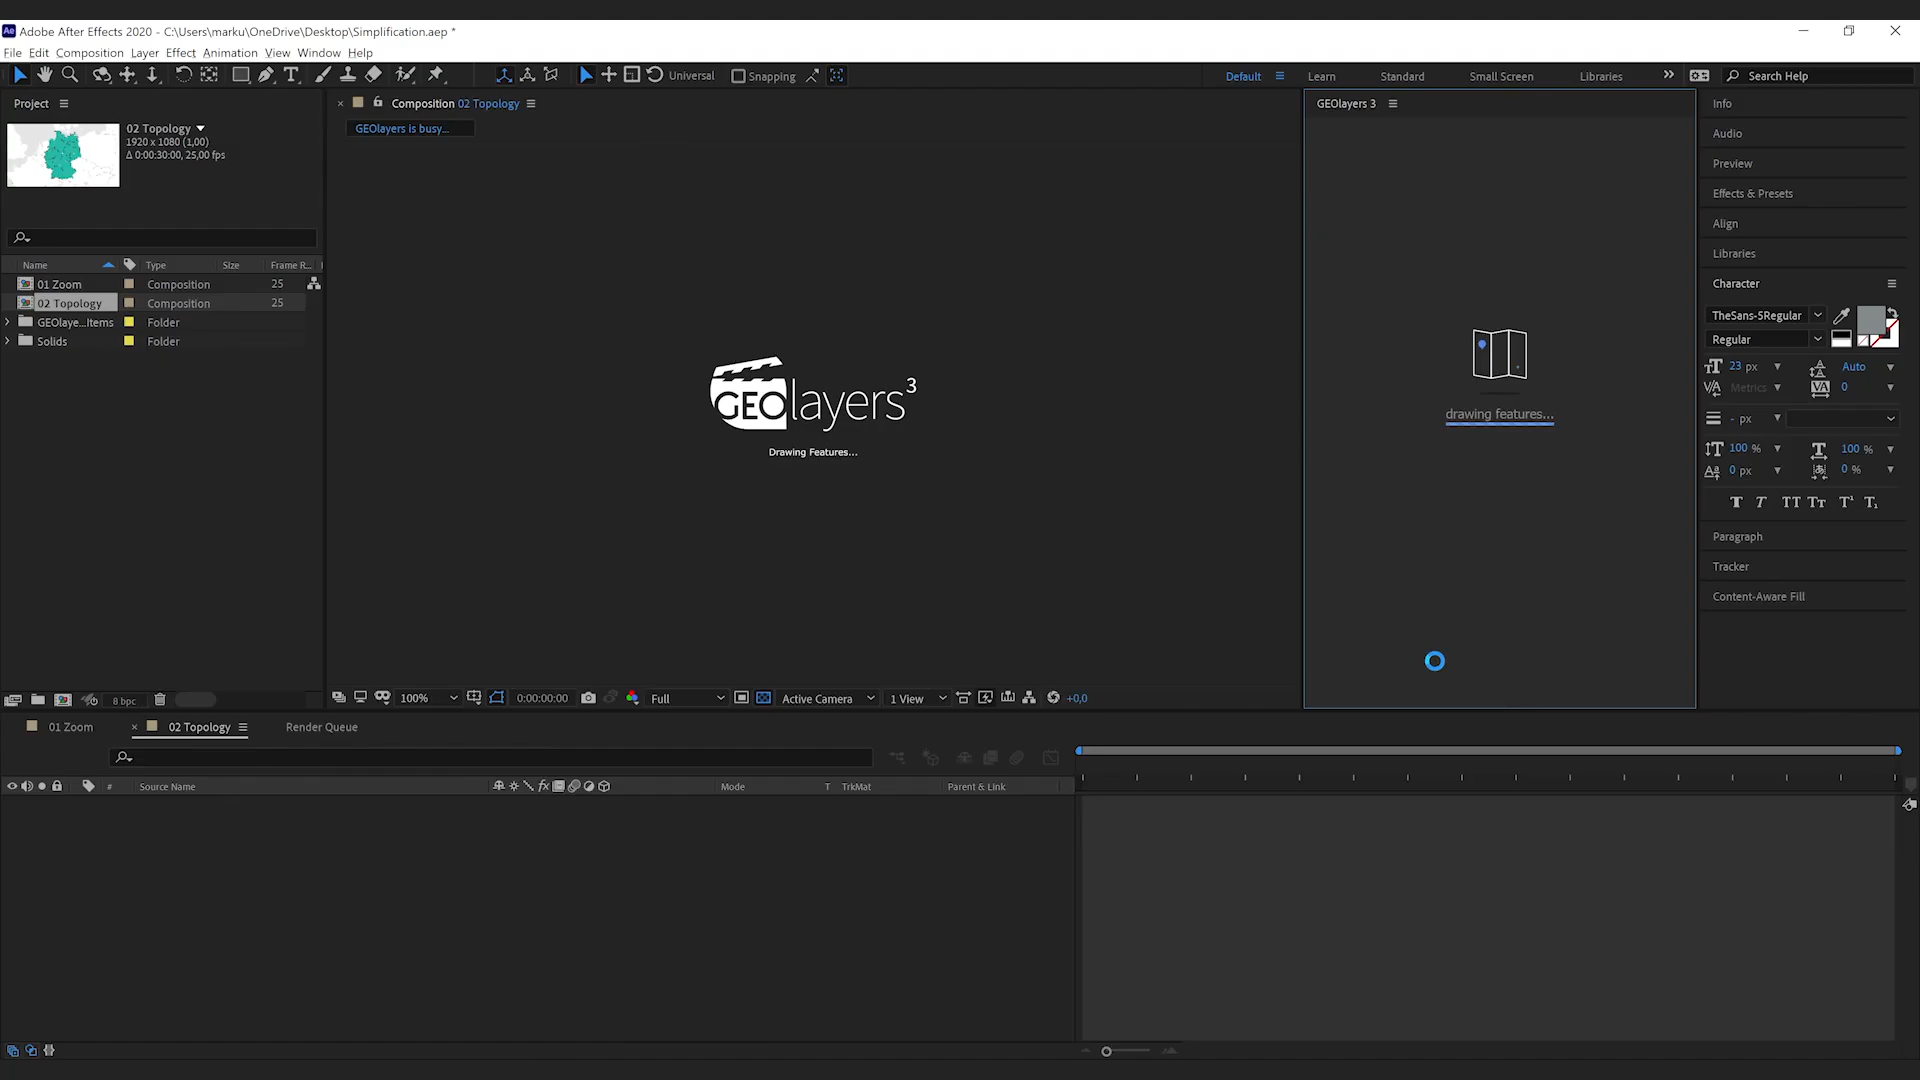 Adobe After Effects 2020 - C:\Users\marku\OneDrive\Desktop\Simplification.aep *
File Edit Composition Layer Effect Animation View Window Help
Universal Snapping Default Learn Standard Small Screen Libraries Search Help
Project
Composition 02 Topology
GEOlayers 3
Info
02 Topology
1920 x 1080 (1,00)
Δ 0:00:30:00, 25,00 fps
GEOlayers is busy...
Audio
Preview
Effects & Presets
Align
Libraries
Name Type Size Frame R...
01 Zoom Composition 25
02 Topology Composition 25
GEOlaye...Items Folder
Solids Folder
GEOlayers3
Drawing Features...
drawing features...
Character
TheSans-5Regular
Regular
23 px Auto
Metrics 0
- px
100 % 100 %
0 px 0 %
Paragraph
Tracker
Content-Aware Fill
8 bpc
100% 0:00:00:00 Full Active Camera 1 View +0,0
01 Zoom 02 Topology Render Queue
# Source Name Mode T TrkMat Parent & Link